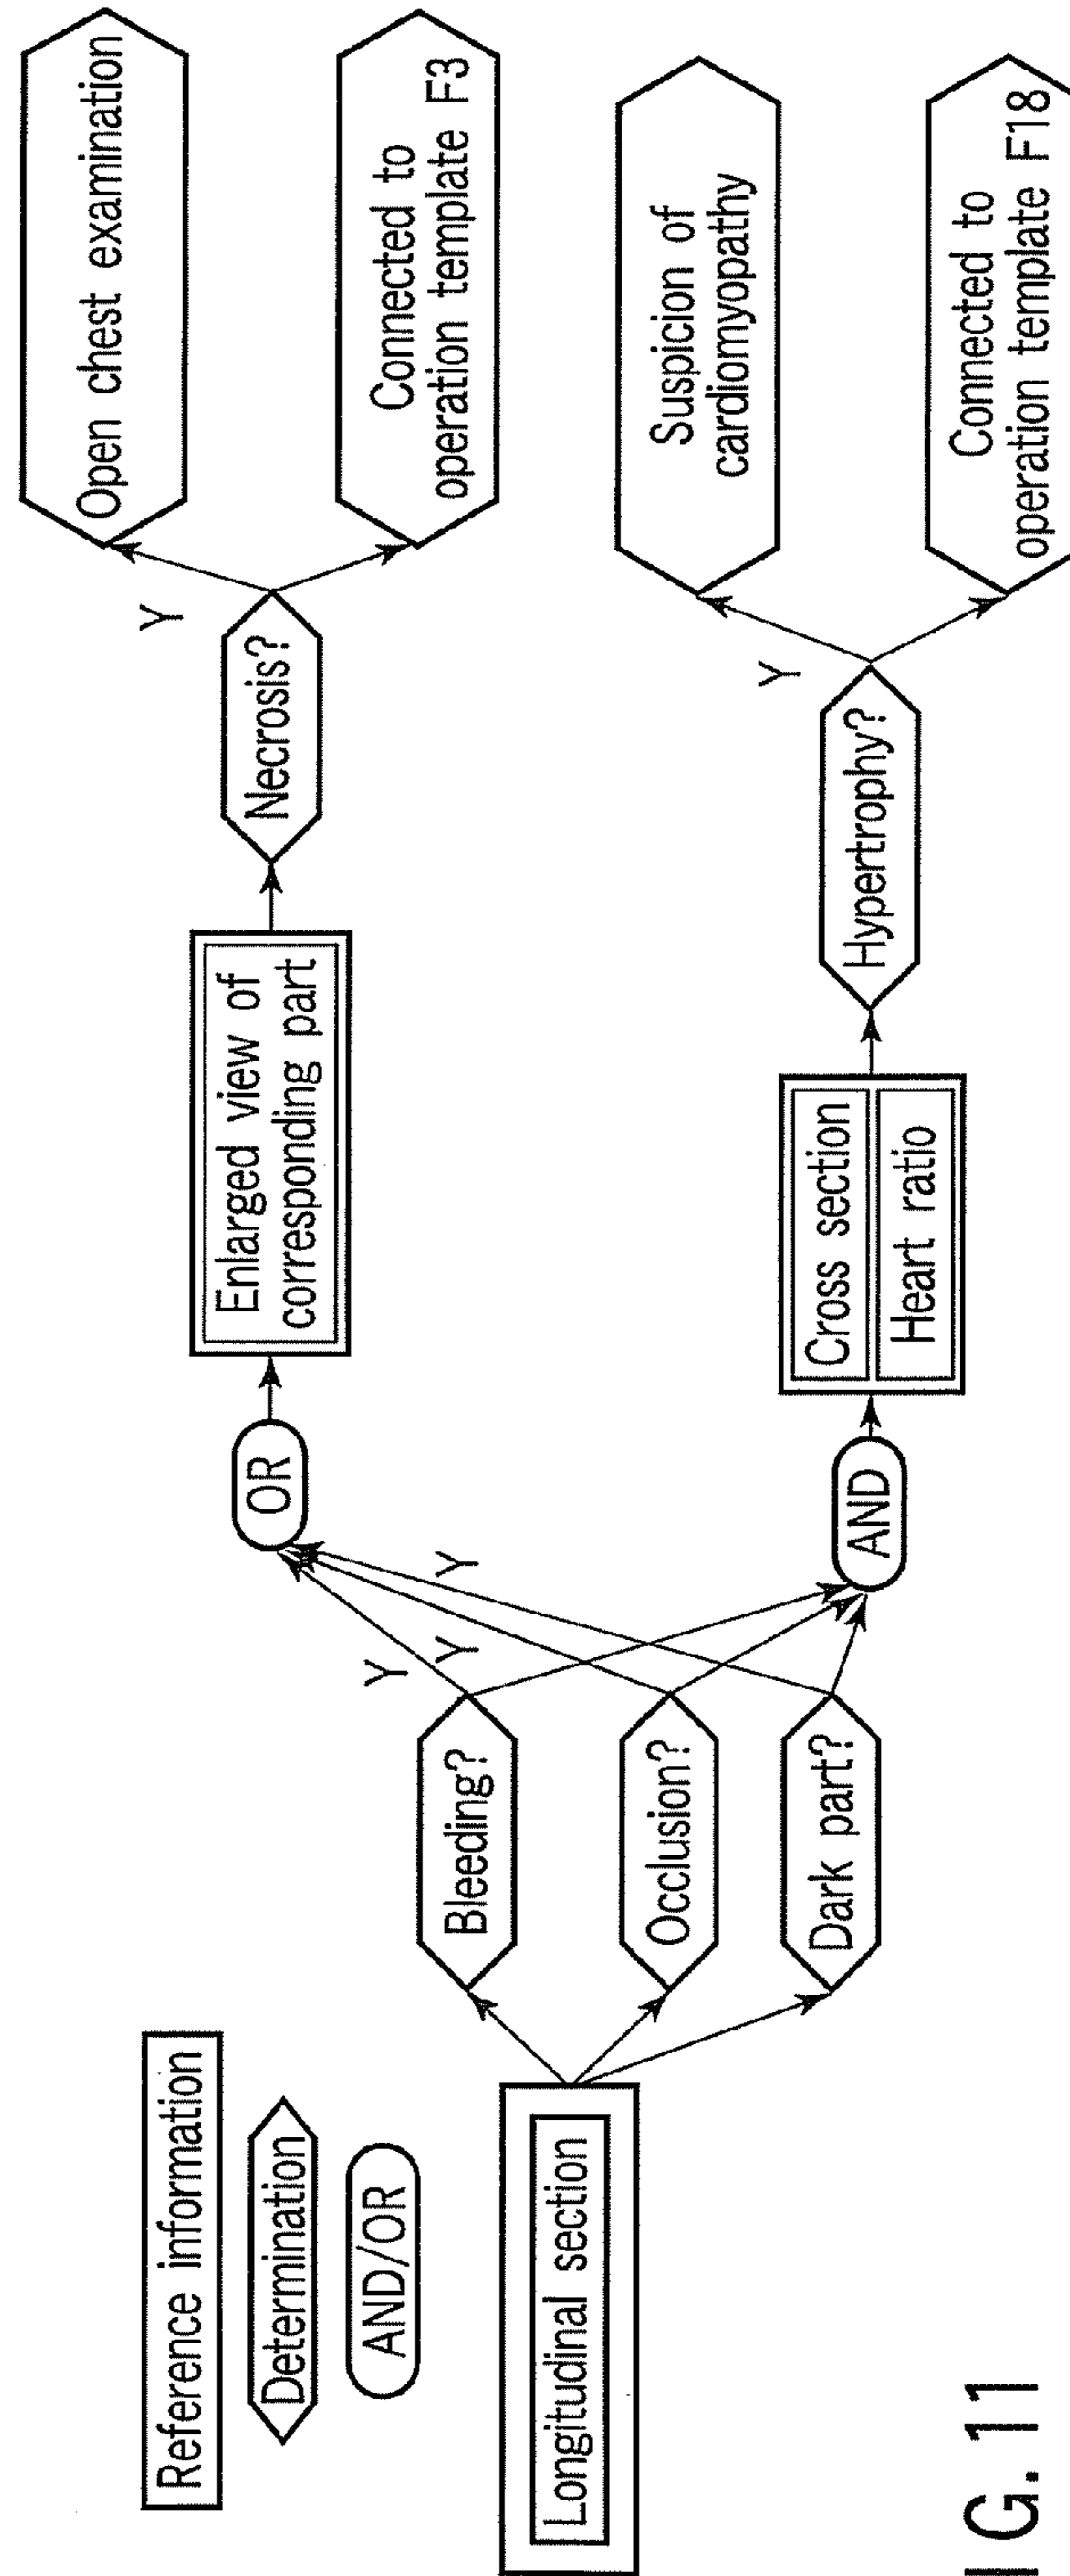 Reference information
Determination
AND/OR
Longitudinal section
Bleeding?
Occlusion?
Dark part?
Y
Y
Y
OR
AND
Enlarged view of
corresponding part
Cross section
Heart ratio
Necrosis?
Hypertrophy?
Y
Y
Open chest examination
Connected to
operation template F3
Suspicion of
cardiomyopathy
Connected to
operation template F18
IG. 11